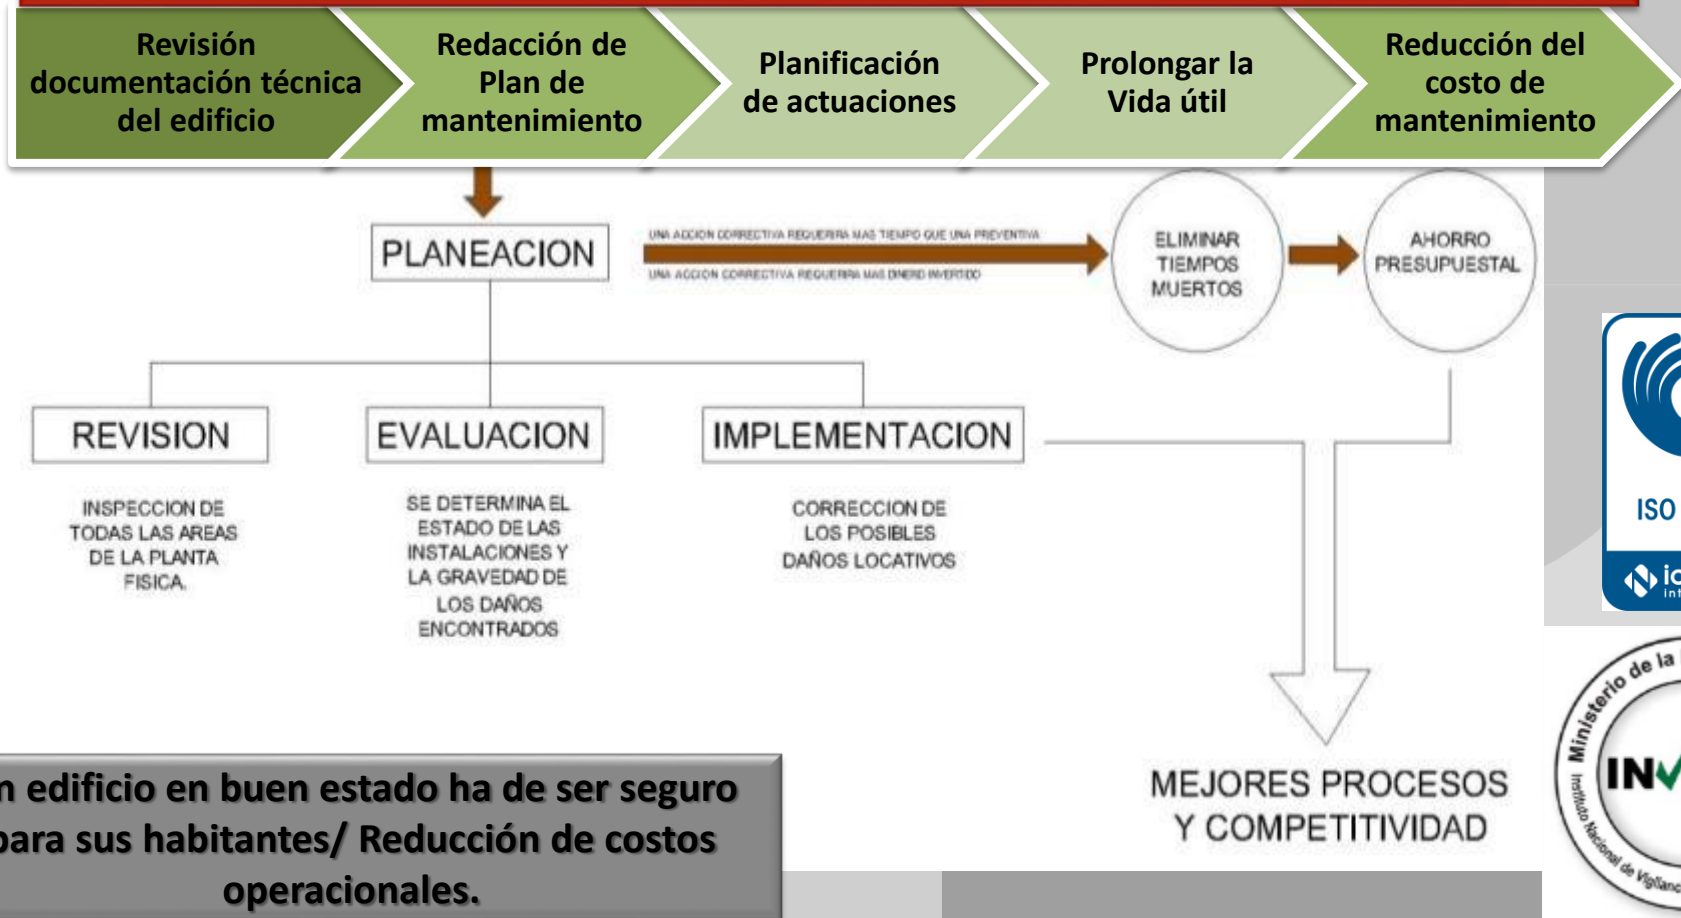 Revisión
documentación técnica
del edificio
Redacción de
Plan de
mantenimiento
Planificación
de actuaciones
Prolongar la
Vida útil
Reducción del
costo de
mantenimiento
PLANEACION
UNA ACCION CORRECTIVA REQUERIRA MAS TIEMPO QUE UNA PREVENTIVA
UNA ACCION CORRECTIVA REQUERIRA MAS DINERO INVERTIDO
ELIMINAR
TIEMPOS
MUERTOS
AHORRO
PRESUPUESTAL
REVISION
EVALUACION
IMPLEMENTACION
INSPECCION DE
TODAS LAS AREAS
DE LA PLANTA
FISICA.
SE DETERMINA EL
ESTADO DE LAS
INSTALACIONES Y
LA GRAVEDAD DE
LOS DAÑOS
ENCONTRADOS
CORRECCION DE
LOS POSIBLES
DAÑOS LOCATIVOS
MEJORES PROCESOS
Y COMPETITIVIDAD
n edificio en buen estado ha de ser seguro
para sus habitantes/ Reducción de costos
operacionales.
ISO
Ministerio de la
INV
Instituto Nacional de